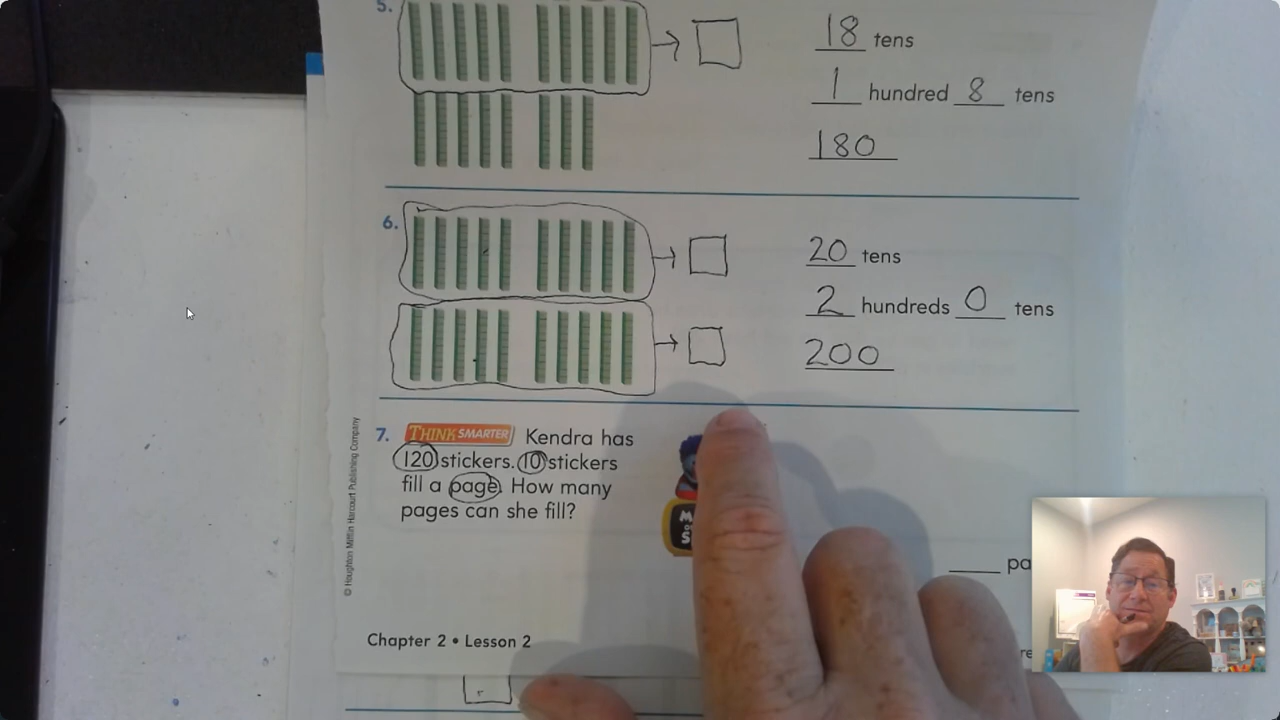 5.
18 tens
1 hundred 8 tens
180
6.
20 tens
2 hundreds 0 tens
200
7. THINK SMARTER Kendra has
120 stickers. 10 stickers
fill a page. How many
pages can she fill?
© Houghton Mifflin Harcourt Publishing Company
Chapter 2 • Lesson 2